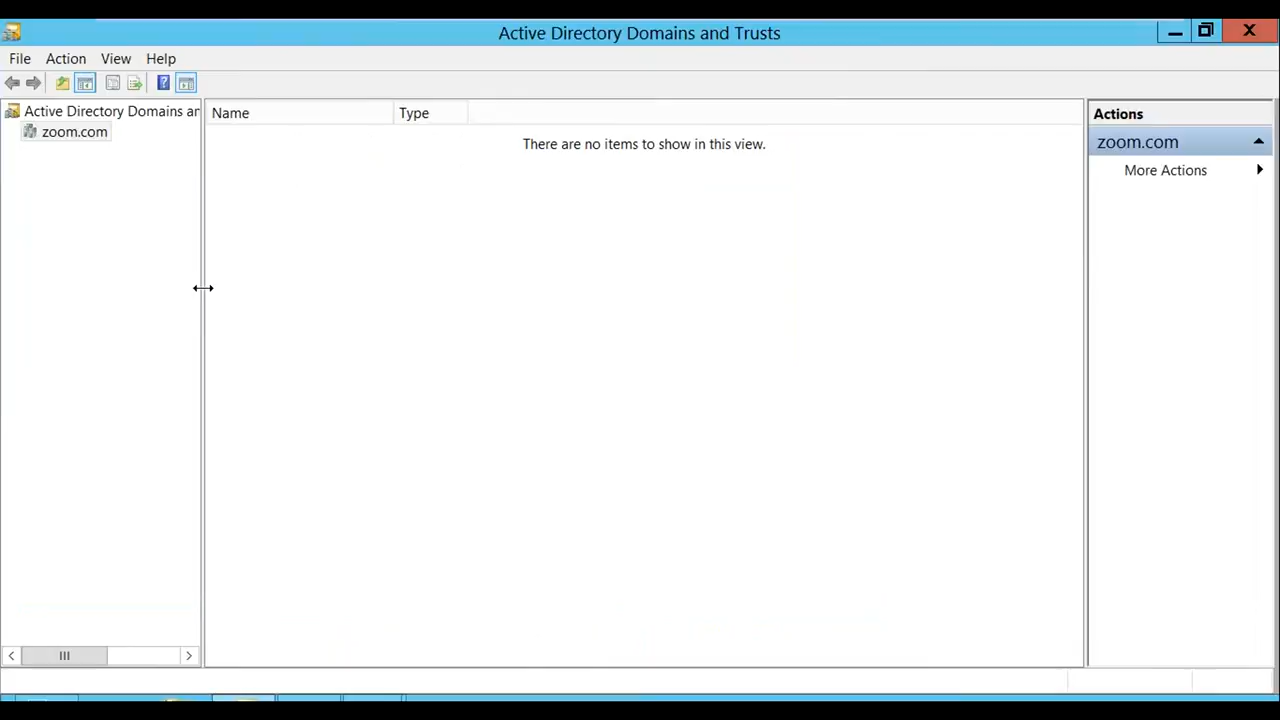 Active Directory Domains and Trusts
File Action View Help
Active Directory Domains ar
zoom.com
Name Type
There are no items to show in this view.
Actions
zoom.com
More Actions